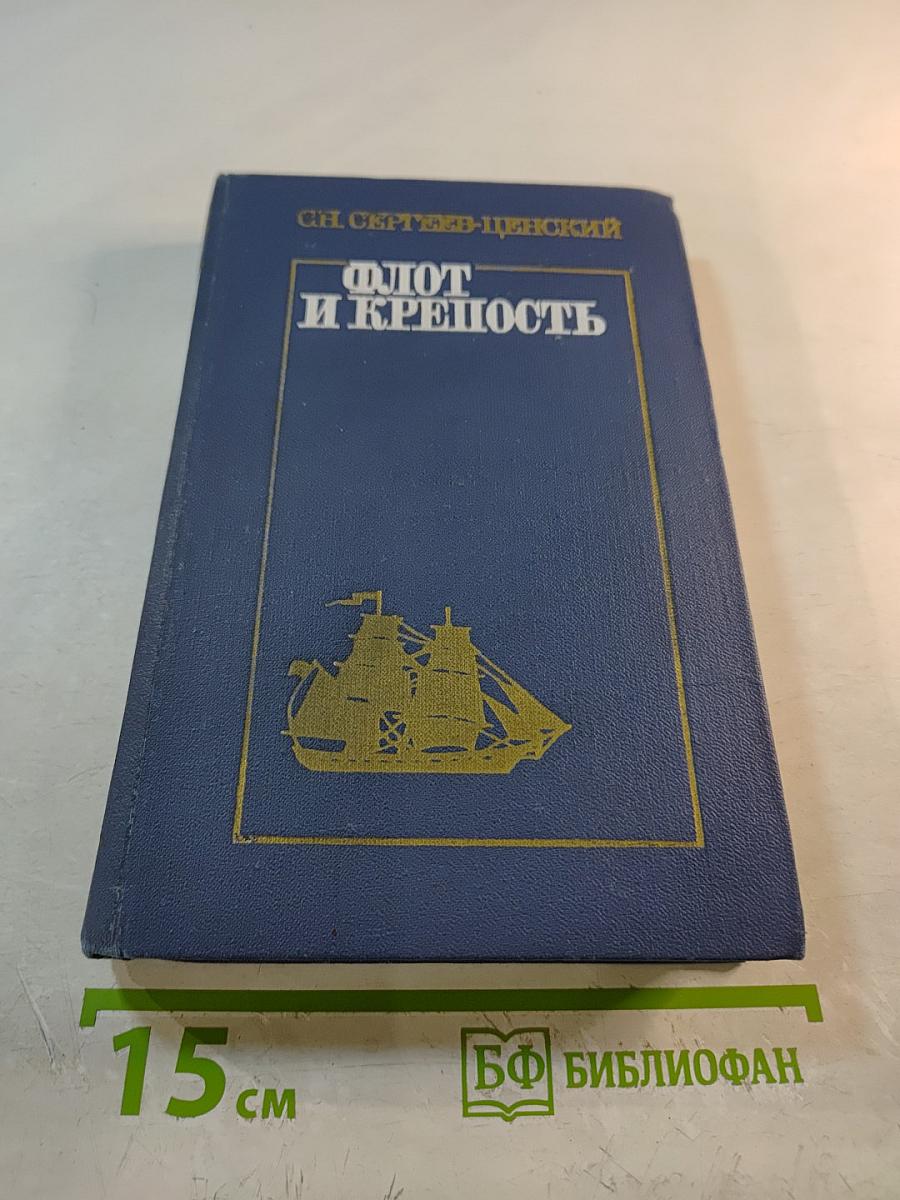 С.Н. СЕРГЕЕВ-ЦЕНСКИЙ
ФЛОТ
И КРЕПОСТЬ
15 см
БФ БИБЛИОФАН